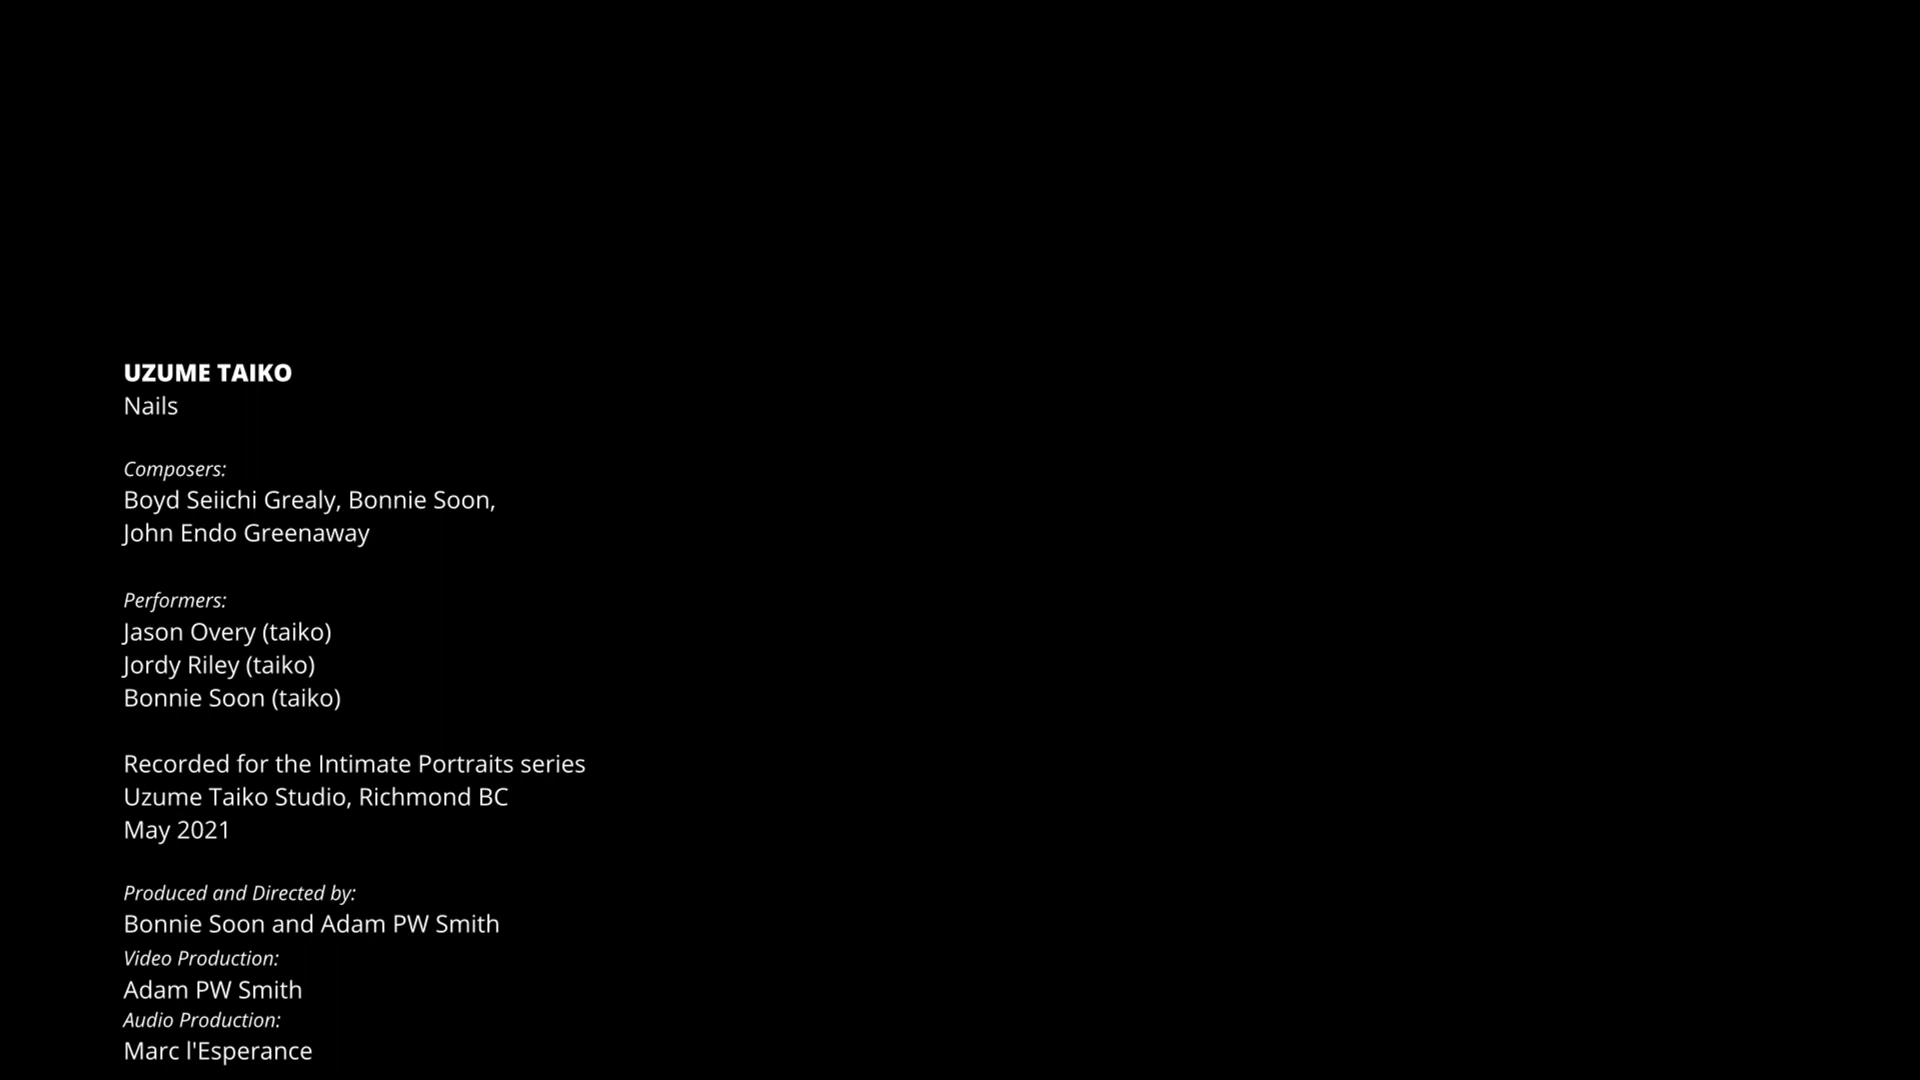 UZUME TAIKO
Nails
Composers:
Boyd Seiichi Grealy, Bonnie Soon,
John Endo Greenaway
Performers:
Jason Overy (taiko)
Jordy Riley (taiko)
Bonnie Soon (taiko)
Recorded for the Intimate Portraits series
Uzume Taiko Studio, Richmond BC
May 2021
Produced and Directed by:
Bonnie Soon and Adam PW Smith
Video Production:
Adam PW Smith
Audio Production:
Marc l'Esperance